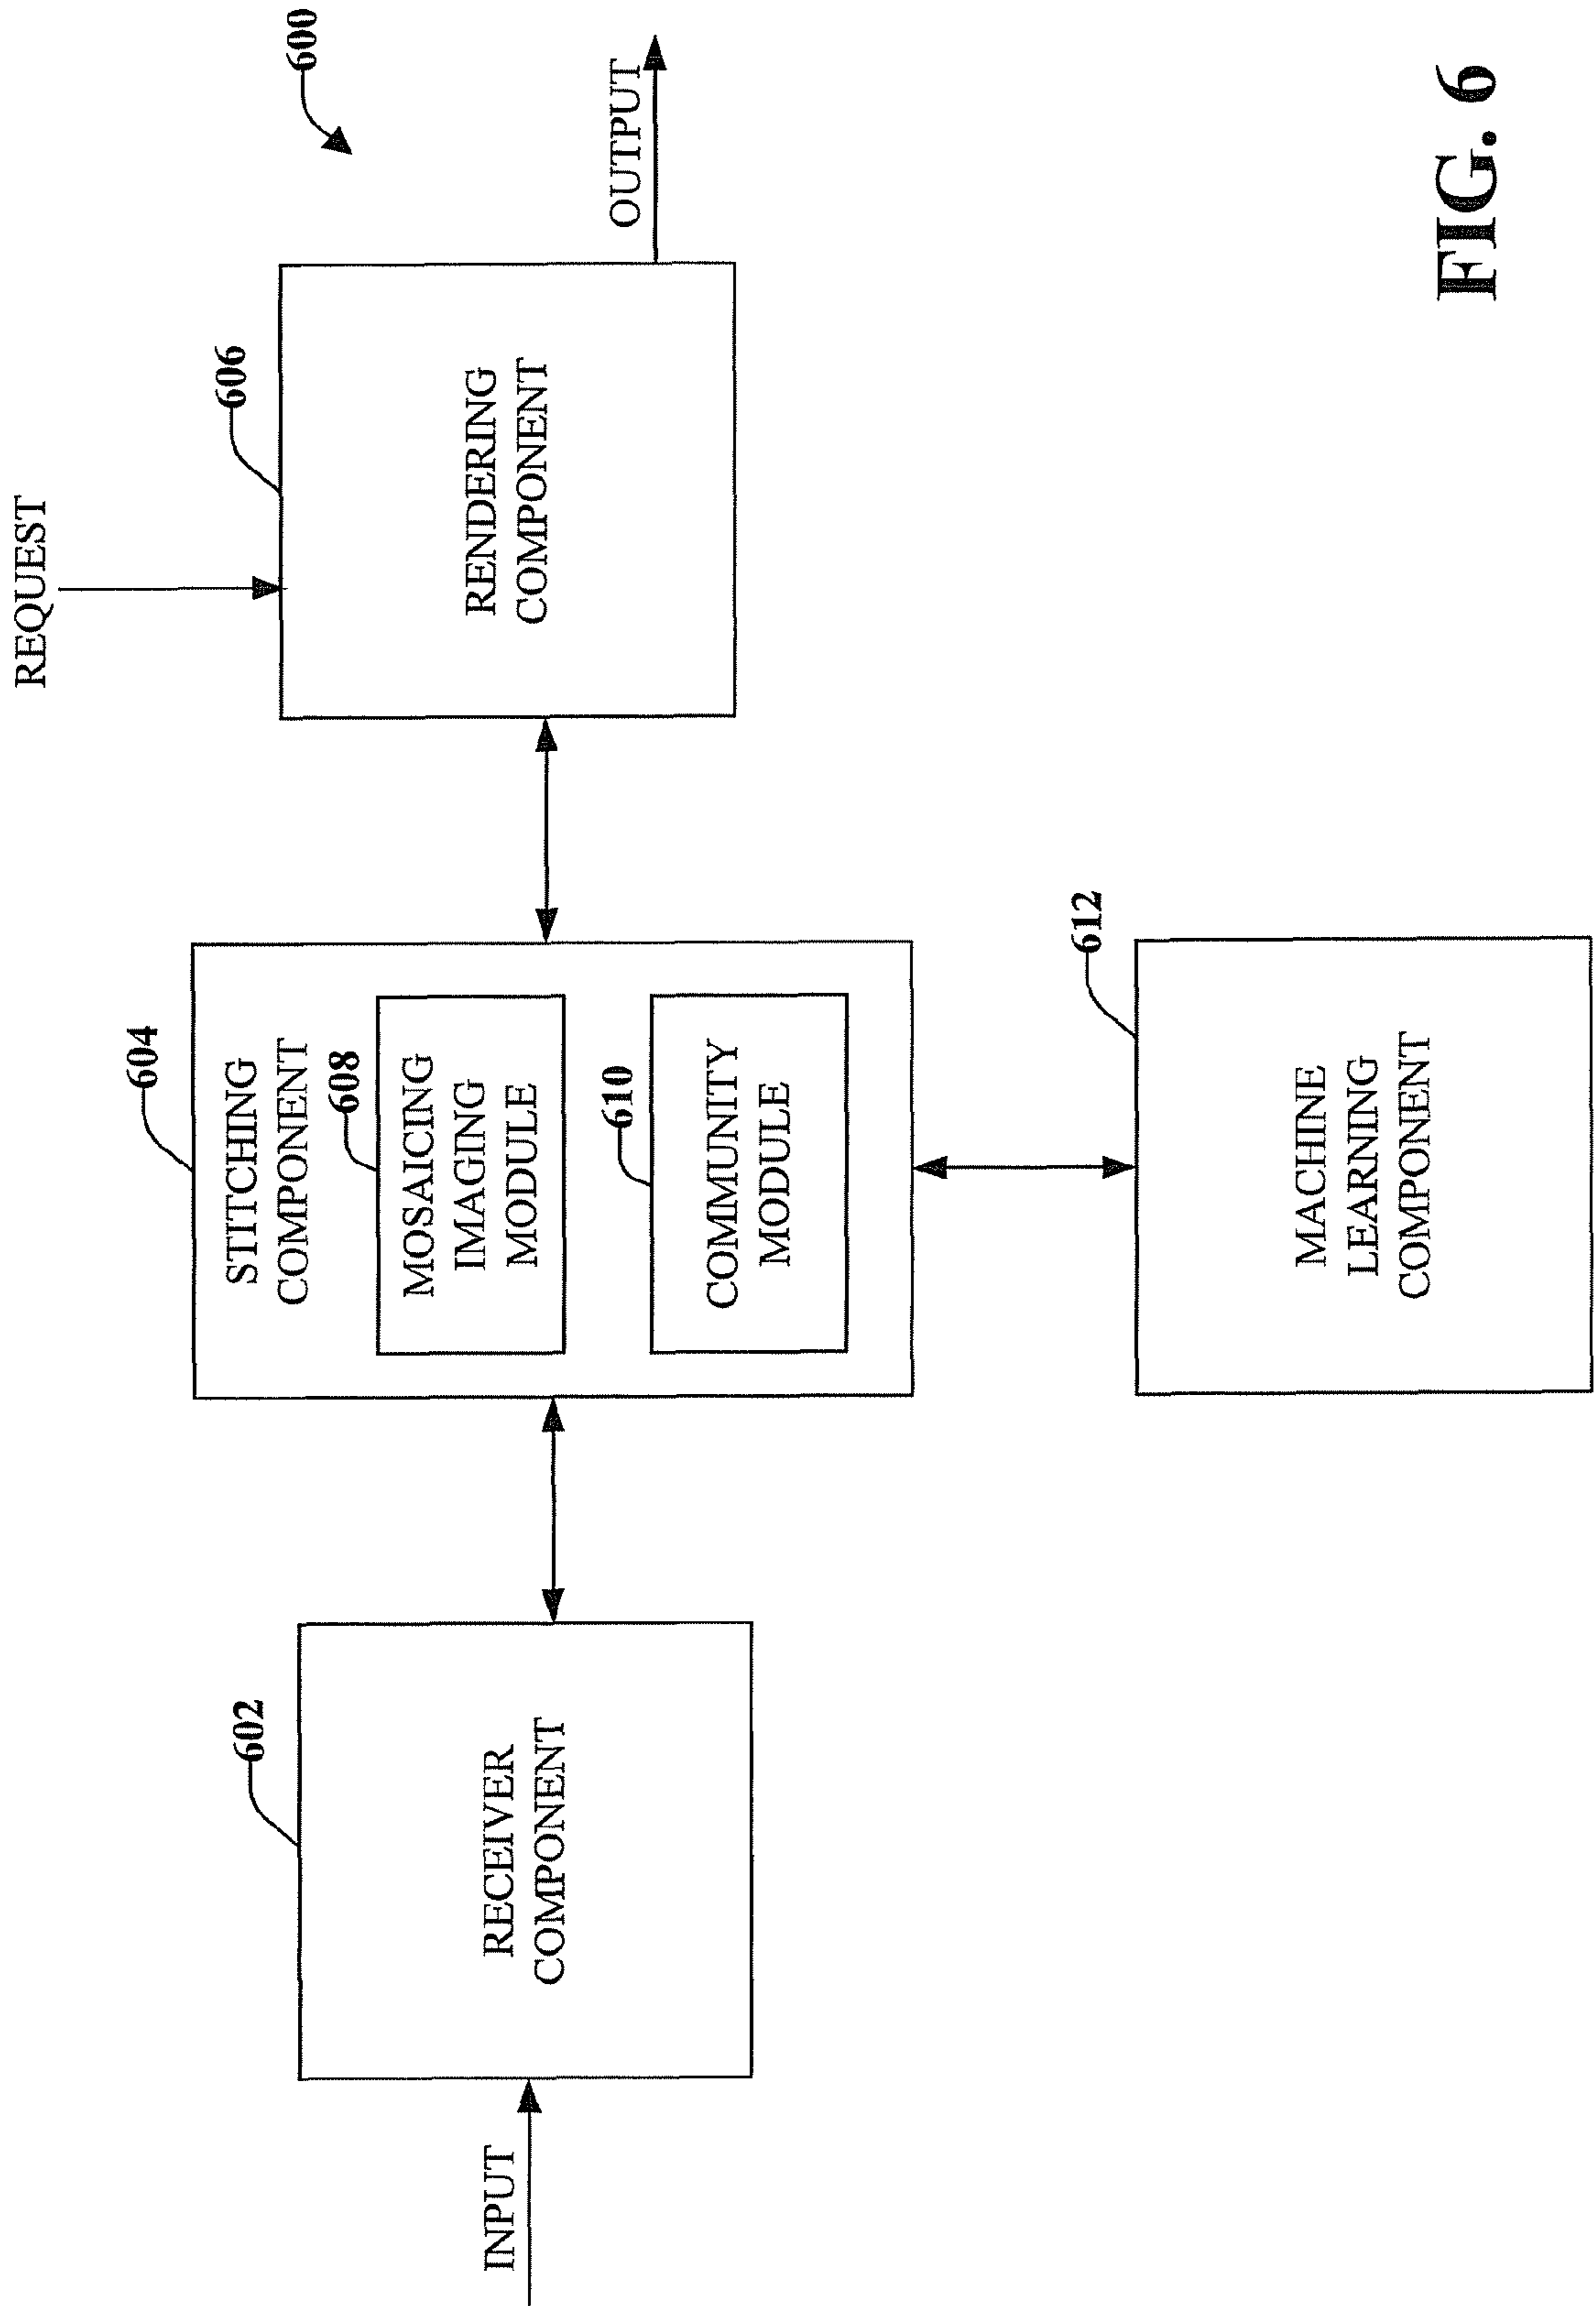 600
REQUEST
606
RENDERING
COMPONENT
OUTPUT
604
STITCHING
COMPONENT
608
MOSAICING
IMAGING
MODULE
610
COMMUNITY
MODULE
602
RECEIVER
COMPONENT
INPUT
612
MACHINE
LEARNING
COMPONENT
FIG. 6